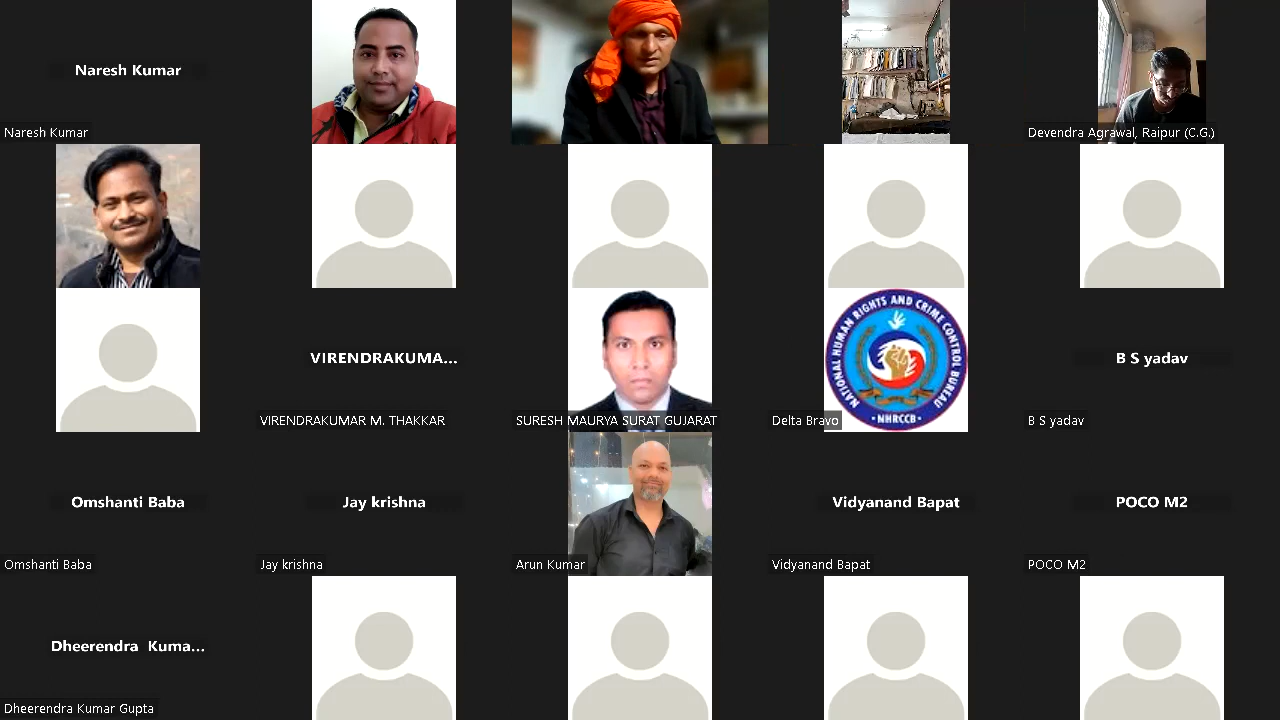 Naresh Kumar
Naresh Kumar
Devendra Agrawal, Raipur (C.G.)
VIRENDRAKUMA...
VIRENDRAKUMAR M. THAKKAR
SURESH MAURYA SURAT GUJARAT
NATIONAL HUMAN RIGHTS AND CRIME CONTROL BUREAU
·NHRCCB·
Delta Bravo
B S yadav
B S yadav
Omshanti Baba
Omshanti Baba
Jay krishna
Jay krishna
Arun Kumar
Vidyanand Bapat
Vidyanand Bapat
POCO M2
POCO M2
Dheerendra Kuma...
Dheerendra Kumar Gupta